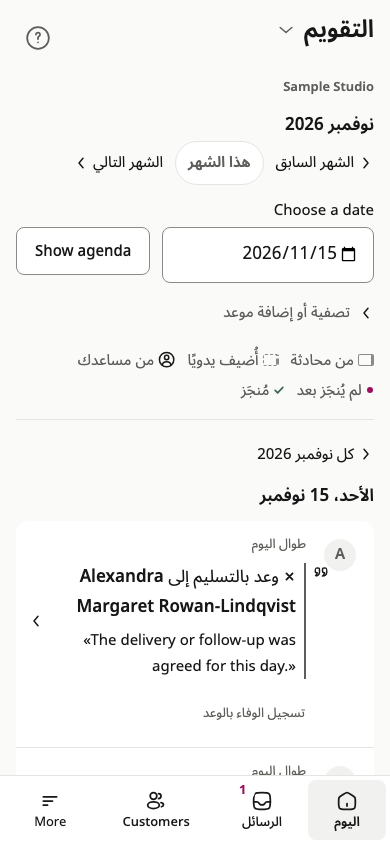 التقويم
Sample Studio
نوفمبر 2026
الشهر السابق
هذا الشهر
الشهر التالي
Choose a date
2026/11/15
Show agenda
تصفية أو إضافة موعد
من محادثة
أُضيف يدويًا
من مساعدك
لم يُنجَز بعد
مُنجَز
كل نوفمبر 2026
الأحد، 15 نوفمبر
A
طوال اليوم
× وعد بالتسليم إلى Alexandra
Margaret Rowan-Lindqvist
«The delivery or follow-up was
agreed for this day.»
تسجيل الوفاء بالوعد
طوال اليوم
اليوم
1
الرسائل
Customers
More